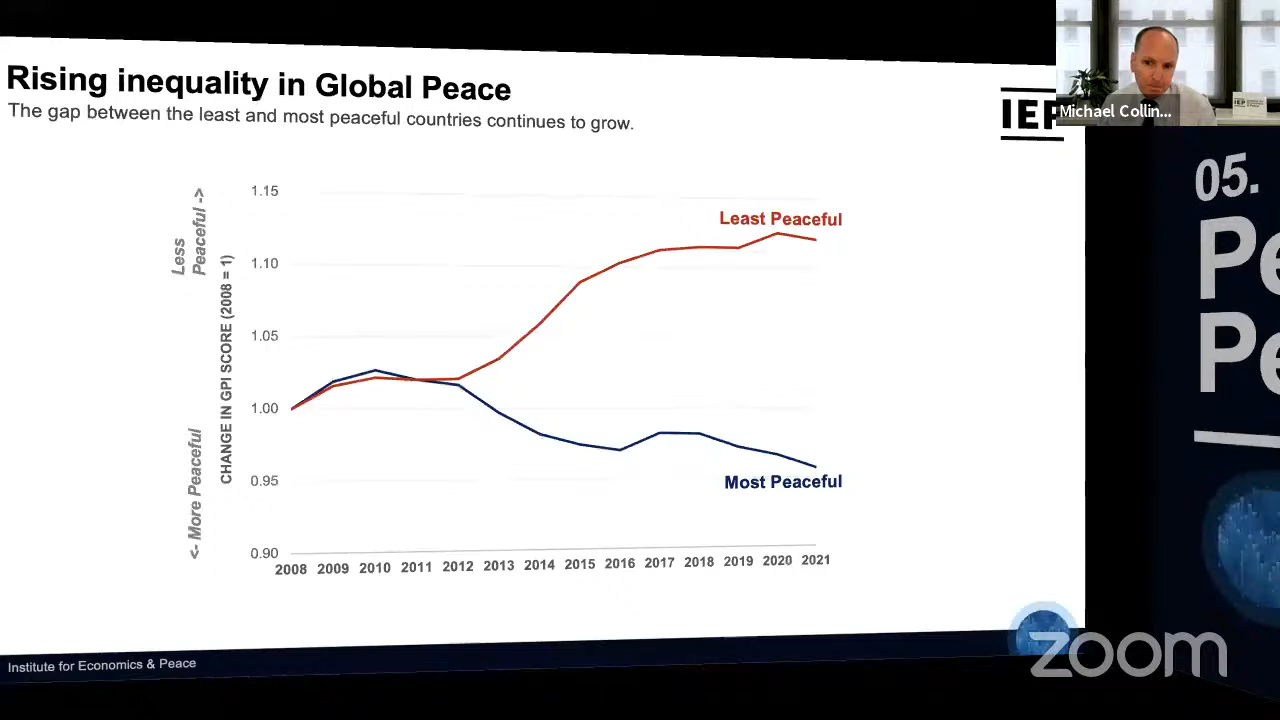 Rising inequality in Global Peace
The gap between the least and most peaceful countries continues to grow.
IEP
Michael Collin...
IEP
05.
Less
Peaceful ->
<- More Peaceful
CHANGE IN GPI SCORE (2008 = 1)
1.15
1.10
1.05
1.00
0.95
0.90
Least Peaceful
Most Peaceful
2008 2009 2010 2011 2012 2013 2014 2015 2016 2017 2018 2019 2020 2021
Pe
Pe
Institute for Economics & Peace
zoom